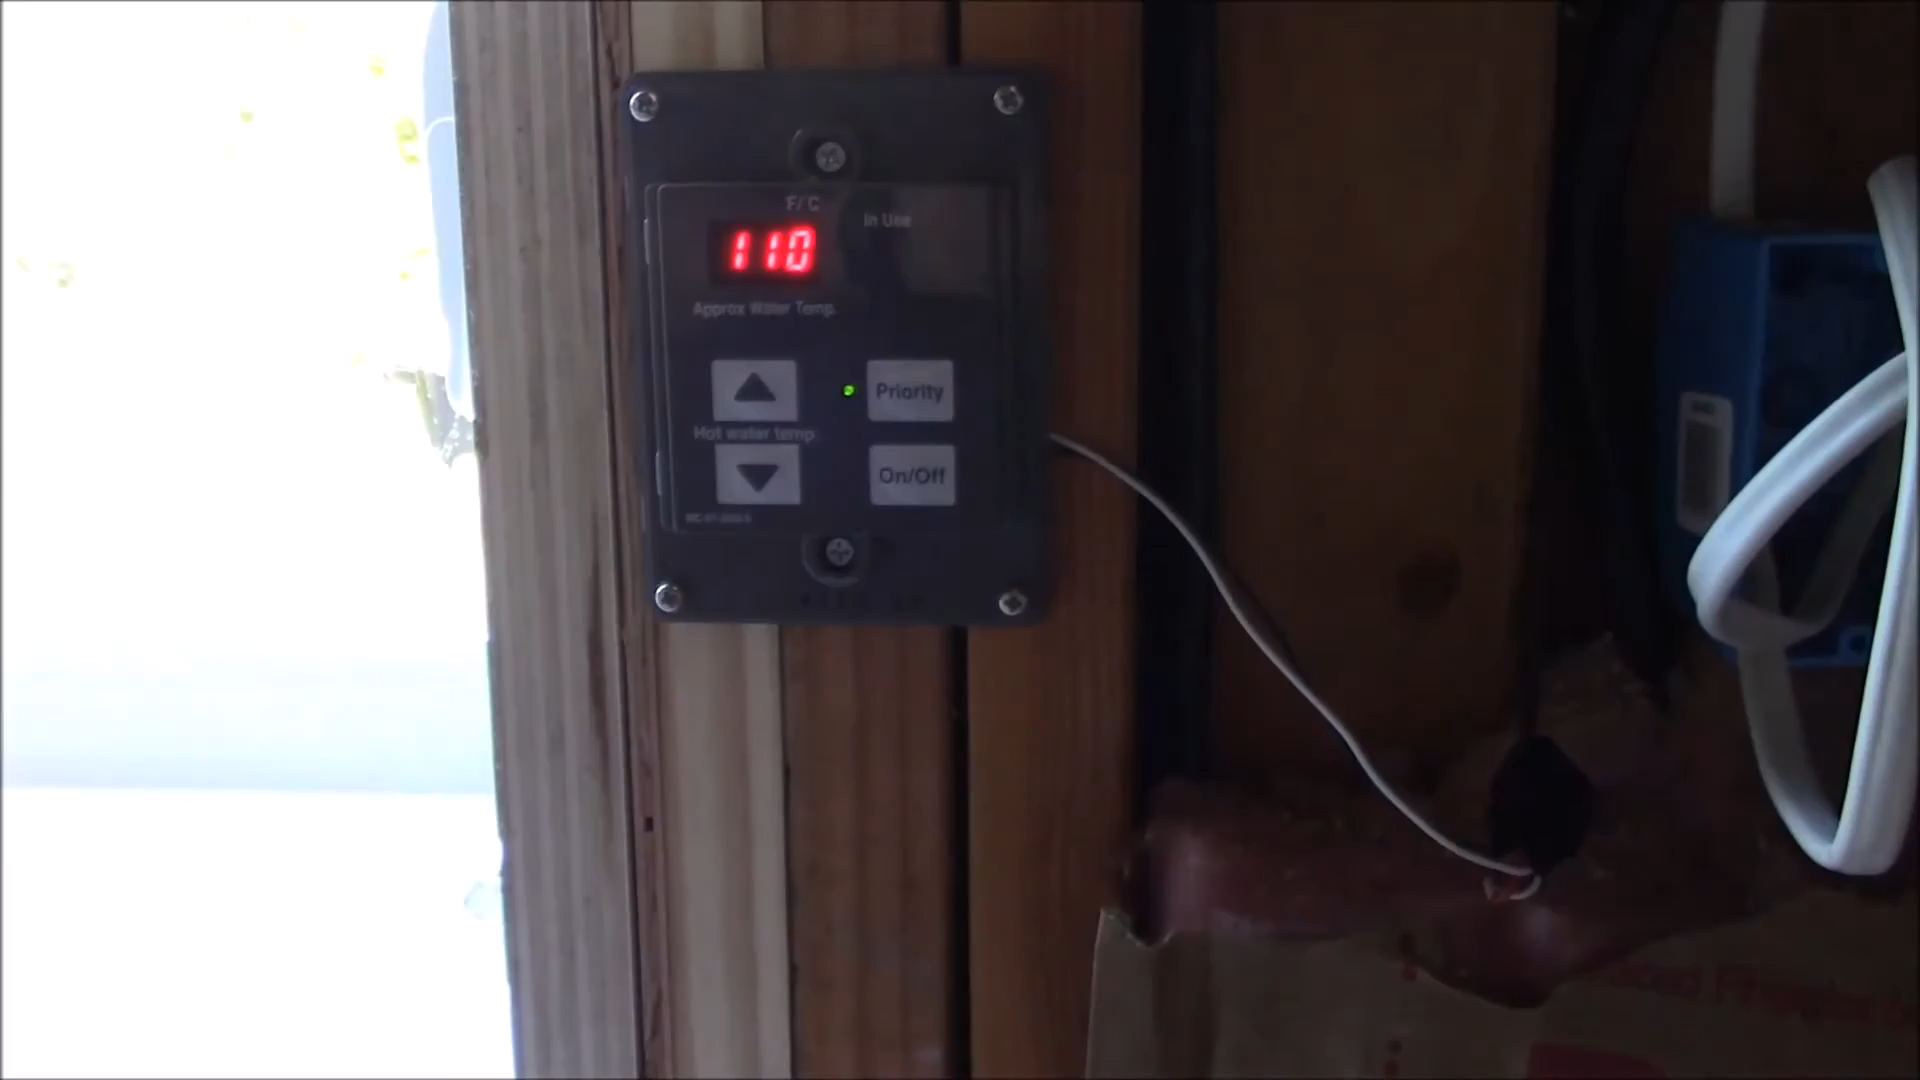 °F/°C
In Use
110
Approx Water Temp.
Priority
Hot water temp.
On/Off